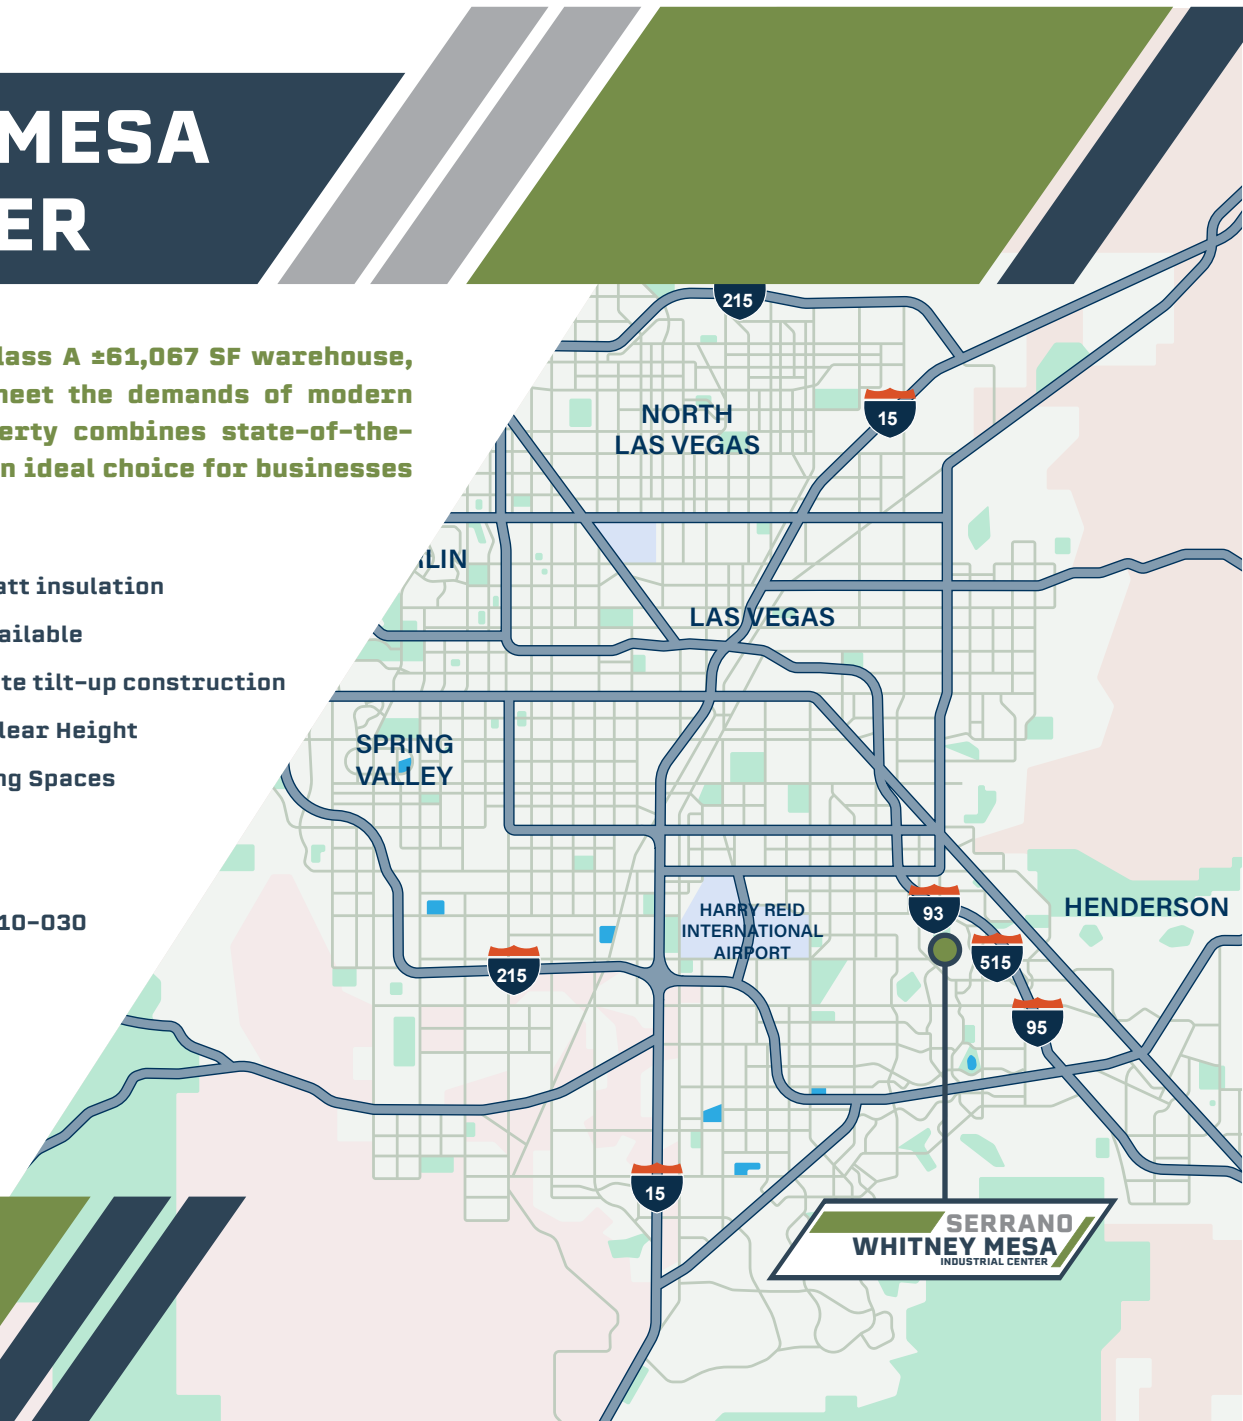 MESA
ER
lass A ±61,067 SF warehouse,
meet the demands of modern
erty combines state-of-the-
n ideal choice for businesses
att insulation
ailable
te tilt-up construction
lear Height
ng Spaces
10-030
215
15
NORTH
LAS VEGAS
LIN
LAS VEGAS
SPRING
VALLEY
HARRY REID
INTERNATIONAL
AIRPORT
93
HENDERSON
515
215
95
15
SERRANO
WHITNEY MESA
INDUSTRIAL CENTER